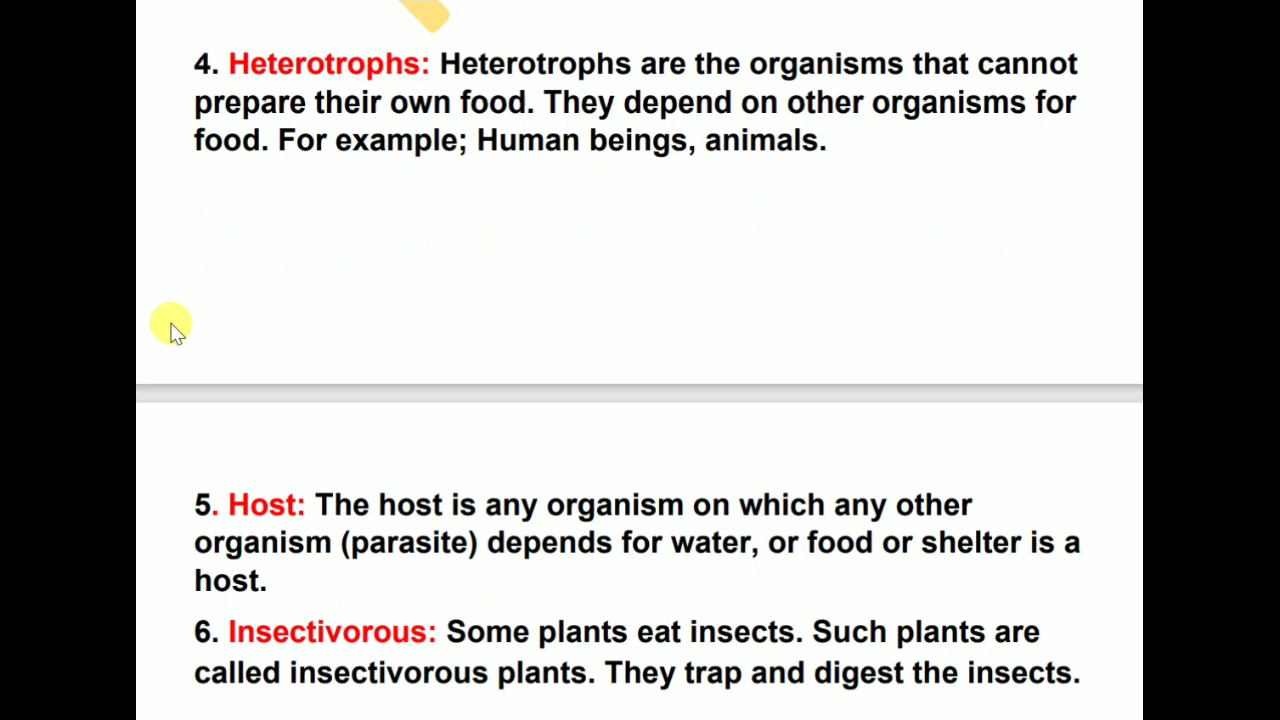 4. Heterotrophs: Heterotrophs are the organisms that cannot
prepare their own food. They depend on other organisms for
food. For example; Human beings, animals.
5. Host: The host is any organism on which any other
organism (parasite) depends for water, or food or shelter is a
host.
6. Insectivorous: Some plants eat insects. Such plants are
called insectivorous plants. They trap and digest the insects.